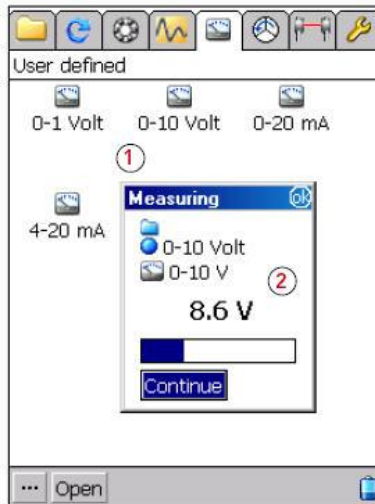 User defined
0-1 Volt 0-10 Volt 0-20 mA
1
4-20 mA
Measuring ok
0-10 Volt
0-10 V
2
8.6 V
Continue
... Open